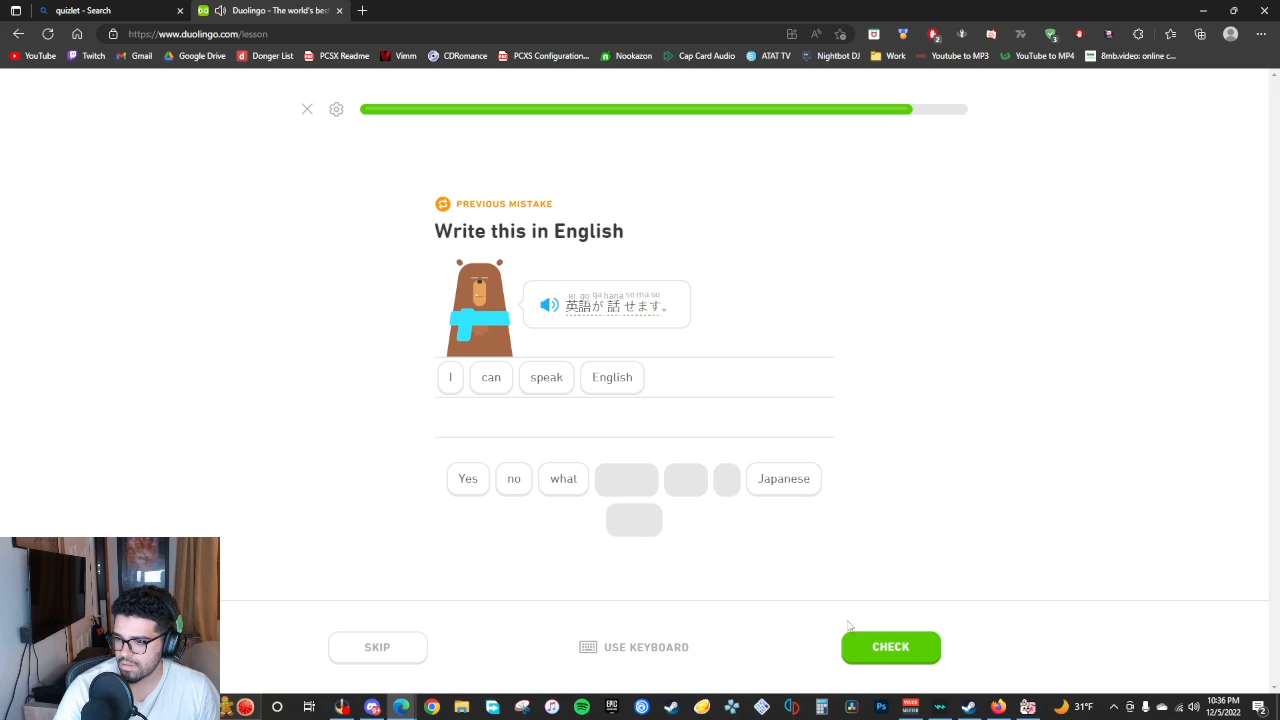 quizlet - Search
Duolingo - The world's bes
https://www.duolingo.com/lesson
YouTube
Twitch
Gmail
Google Drive
Donger List
PCSX Readme
Vimm
CDRomance
PCXS Configuration...
Nookazon
Cap Card Audio
ATAT TV
Nightbot DJ
Work
Youtube to MP3
YouTube to MP4
8mb.video: online c...
PREVIOUS MISTAKE
Write this in English
ei go ga hana se ma su
英語が話せます。
I can speak English
Yes no what Japanese
SKIP
USE KEYBOARD
CHECK
31°F
10:36 PM
12/5/2022